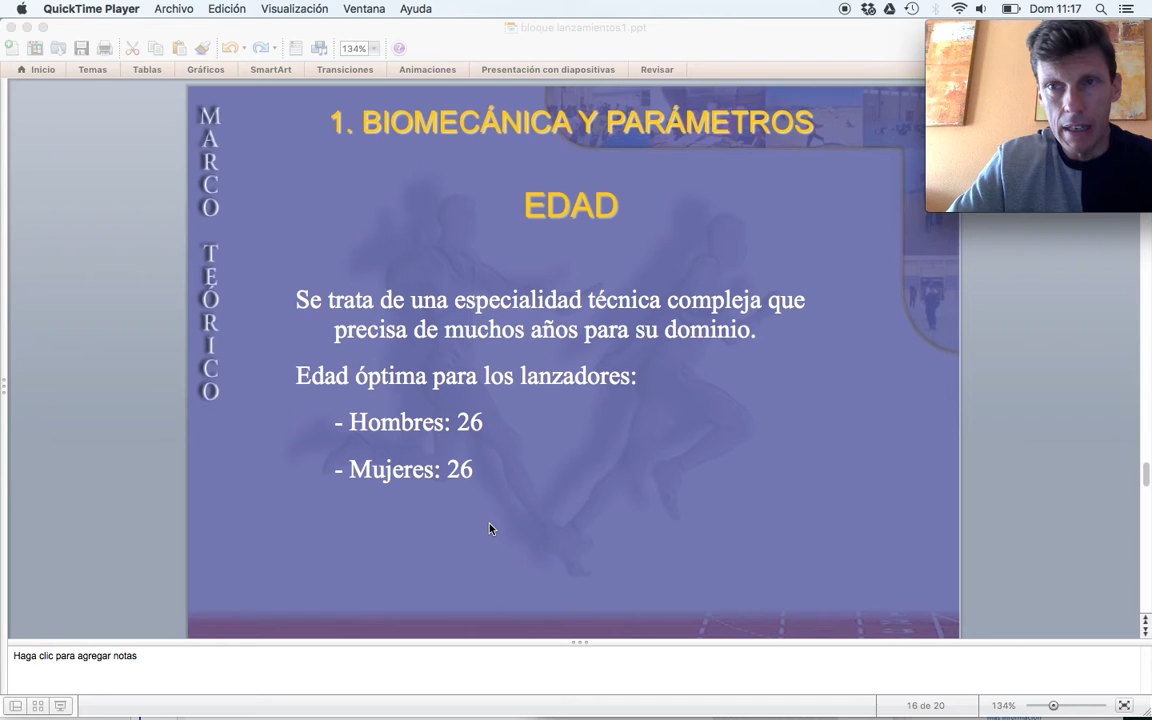 QuickTime Player Archivo Edición Visualización Ventana Ayuda Dom 11:17
bloque lanzamientos1.ppt
134%
Inicio Temas Tablas Gráficos SmartArt Transiciones Animaciones Presentación con diapositivas Revisar
MARCO TEÓRICO
1. BIOMECÁNICA Y PARÁMETROS
EDAD
Se trata de una especialidad técnica compleja que
precisa de muchos años para su dominio.
Edad óptima para los lanzadores:
- Hombres: 26
- Mujeres: 26
Haga clic para agregar notas
16 de 20 134%